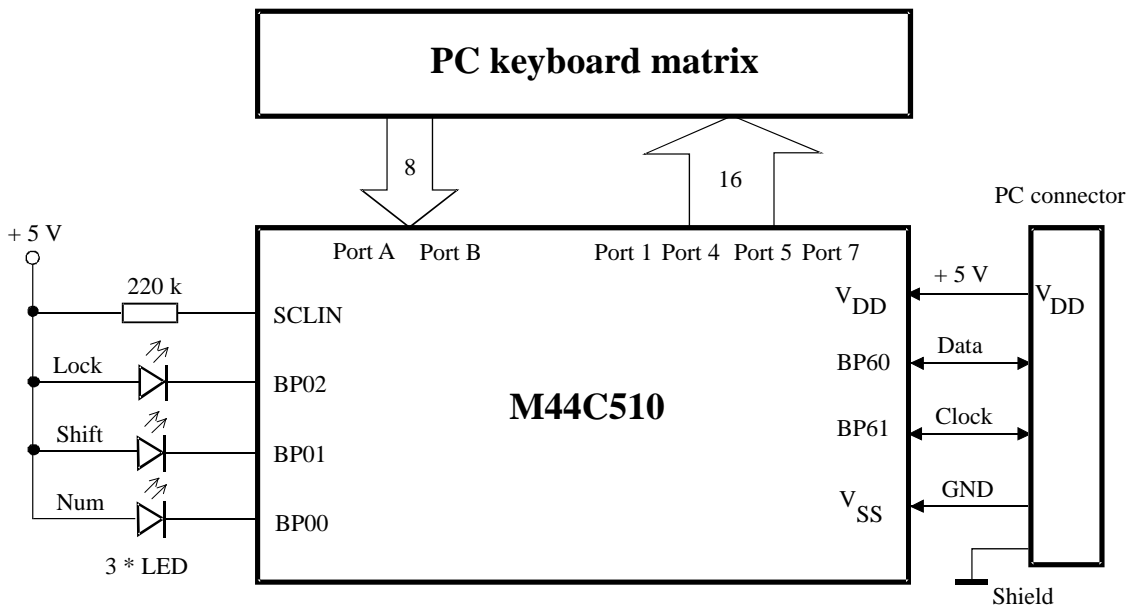 PC keyboard matrix
8
16
PC connector
+ 5 V
Port A Port B Port 1 Port 4 Port 5 Port 7
220 k
SCLIN
VDD
+ 5 V
VDD
Lock
BP02
BP60
Data
M44C510
Shift
BP01
BP61
Clock
Num
BP00
VSS
GND
3 * LED
Shield